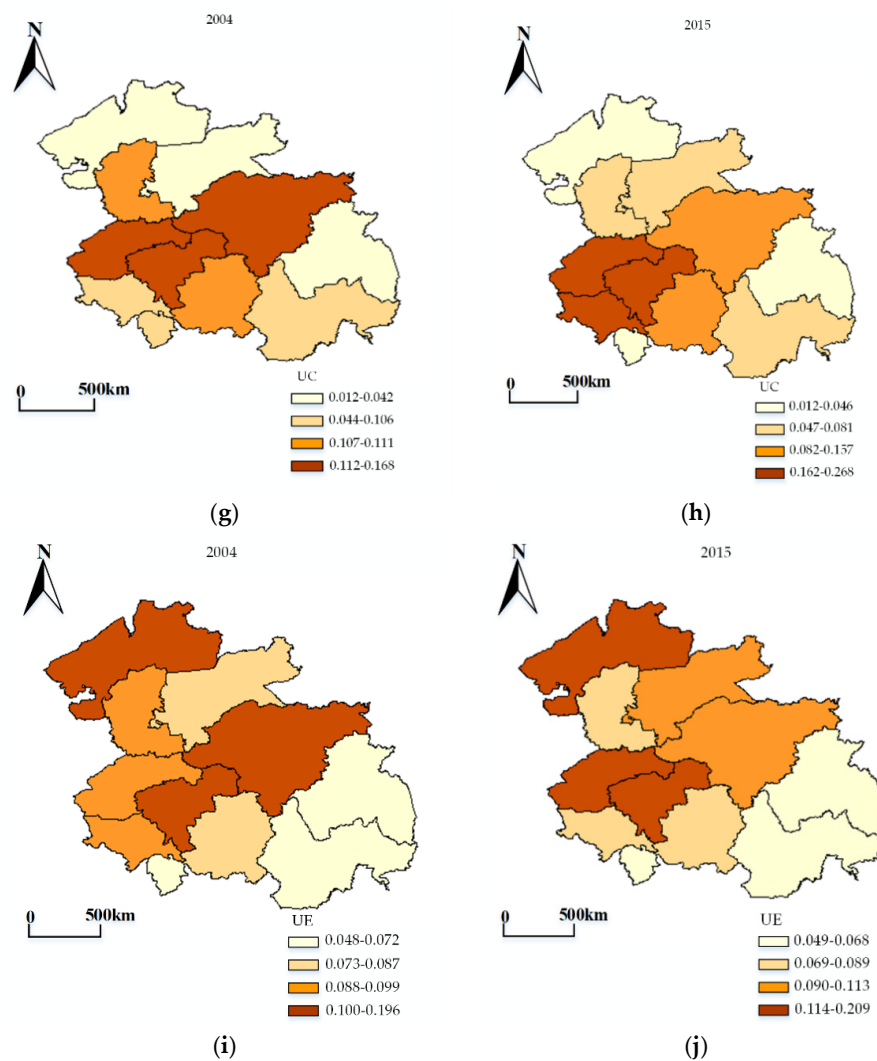 2004
N
0
500km
UC
0.012-0.042
0.044-0.106
0.107-0.111
0.112-0.168
(g)
2015
N
0
500km
UC
0.012-0.046
0.047-0.081
0.082-0.157
0.162-0.268
(h)
2004
N
0
500km
UE
0.048-0.072
0.073-0.087
0.088-0.099
0.100-0.196
(i)
2015
N
0
500km
UE
0.049-0.068
0.069-0.089
0.090-0.113
0.114-0.209
(j)